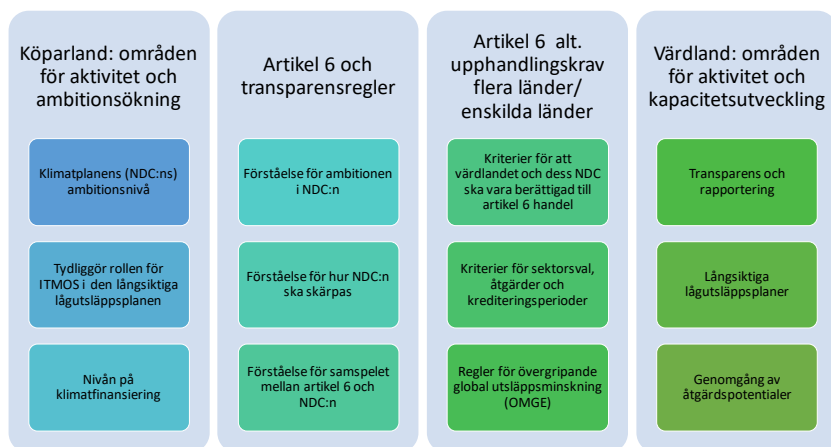 Köparland: områden
för aktivitet och
ambitionsökning
Klimatplanens (NDC:ns)
ambitionsnivå
Tydliggör rollen för
ITMOS i den långsiktiga
lågutsläppsplanen
Nivån på
klimatfinansiering
Artikel 6 och
transparensregler
Förståelse för ambitionen
i NDC:n
Förståelse för hur NDC:n
ska skärpas
Förståelse för samspelet
mellan artikel 6 och
NDC:n
Artikel 6 alt.
upphandlingskrav
flera länder/
enskilda länder
Kriterier för att
värdlandet och dess NDC
ska vara berättigad till
artikel 6 handel
Kriterier för sektorsval,
åtgärder och
krediteringsperioder
Regler för övergripande
global utsläppsminskning
(OMGE)
Värdland: områden
för aktivitet och
kapacitetsutveckling
Transparens och
rapportering
Långsiktiga
lågutsläppsplaner
Genomgång av
åtgärdspotentialer